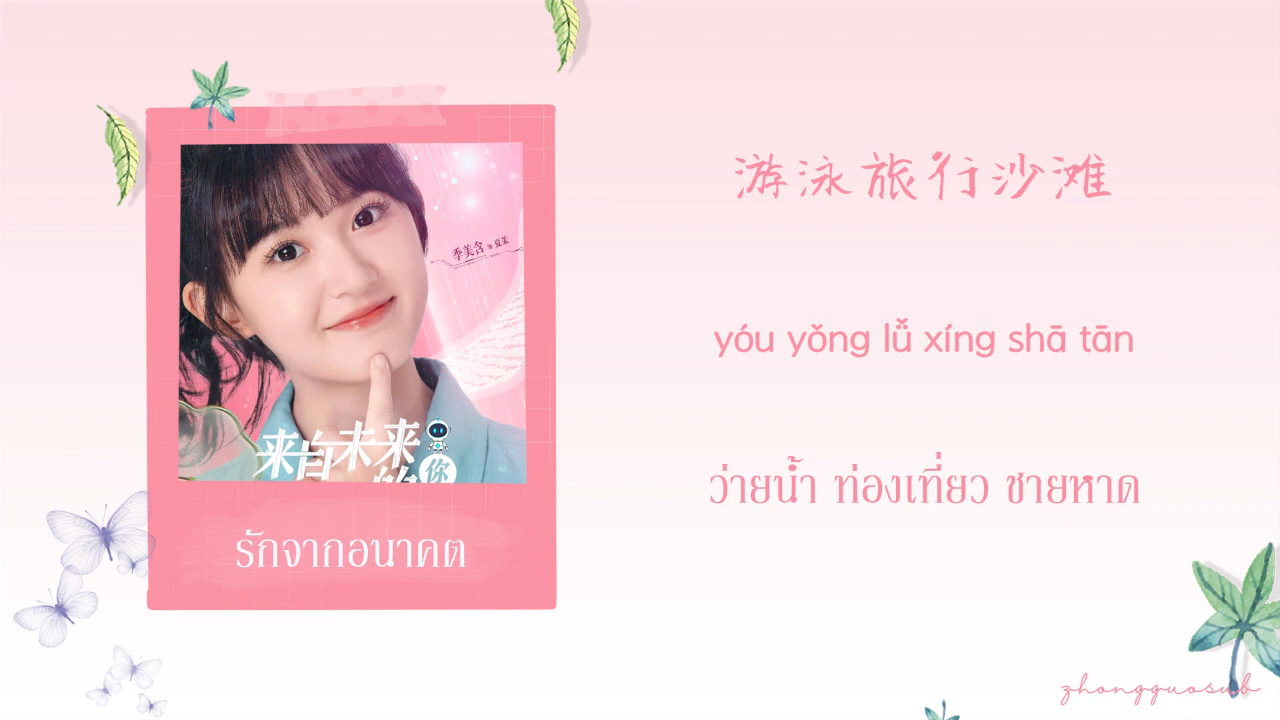 季美含 饰 夏茉
来自未来的你
รักจากอนาคต
游泳旅行沙滩
yóu yǒng lǚ xíng shā tān
ว่ายน้ำ ท่องเที่ยว ชายหาด
zhongguosub